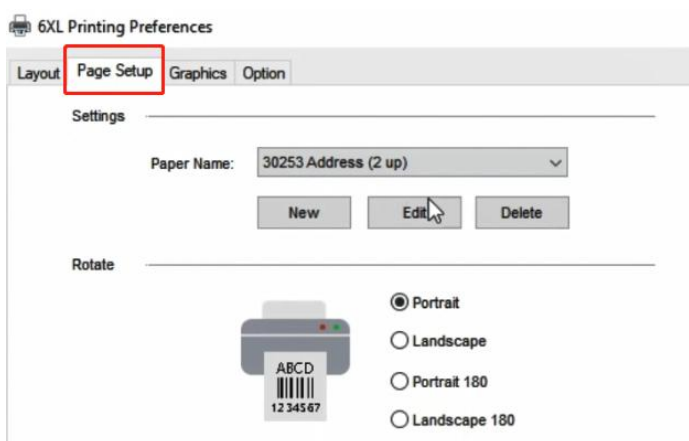 6XL Printing Preferences
Layout Page Setup Graphics Option
Settings
Paper Name: 30253 Address (2 up)
New Edit Delete
Rotate
Portrait
Landscape
Portrait 180
Landscape 180
ABCD
1234567